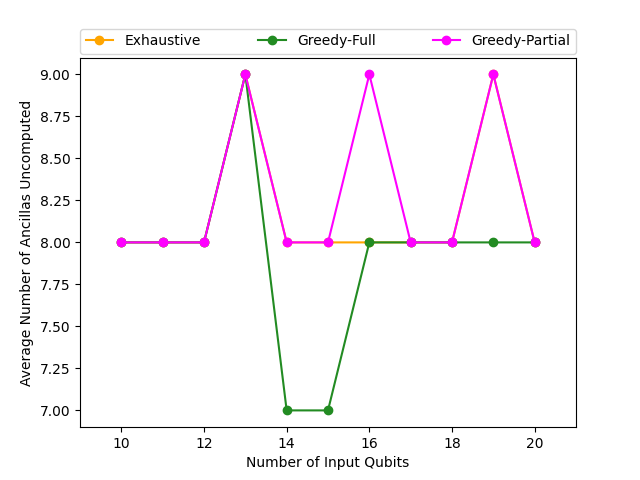 Exhaustive Greedy-Full Greedy-Partial
9.00
8.75
8.50
8.25
8.00
7.75
7.50
7.25
7.00
Average Number of Ancillas Uncomputed
10 12 14 16 18 20
Number of Input Qubits